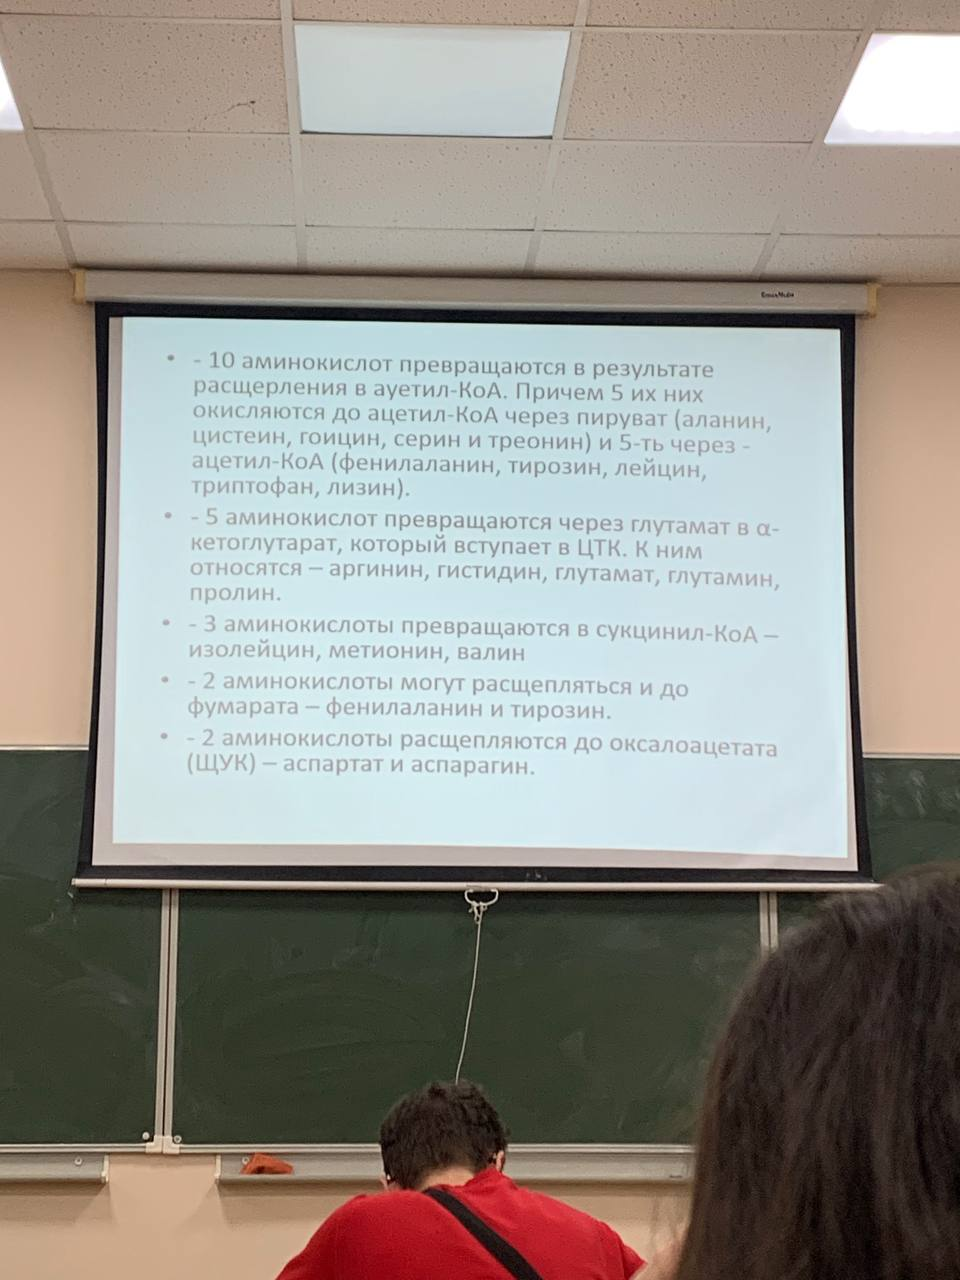 • - 10 аминокислот превращаются в результате
расщерления в ауетил-КоА. Причем 5 их них
окисляются до ацетил-КоА через пируват (аланин,
цистеин, гоицин, серин и треонин) и 5-ть через -
ацетил-КоА (фенилаланин, тирозин, лейцин,
триптофан, лизин).
• - 5 аминокислот превращаются через глутамат в α-
кетоглутарат, который вступает в ЦТК. К ним
относятся – аргинин, гистидин, глутамат, глутамин,
пролин.
• - 3 аминокислоты превращаются в сукцинил-КоА –
изолейцин, метионин, валин
• - 2 аминокислоты могут расщепляться и до
фумарата – фенилаланин и тирозин.
• - 2 аминокислоты расщепляются до оксалоацетата
(ЩУК) – аспартат и аспарагин.